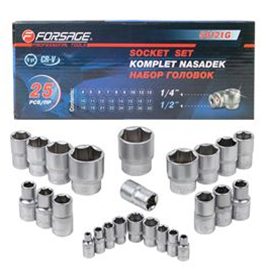 FORSAGE
PROFESSIONAL TOOLS
CR-V
25
PCS/ПР
SOCKET SET
KOMPLET NASADEK
НАБОР ГОЛОВОК
1/4"
1/2"